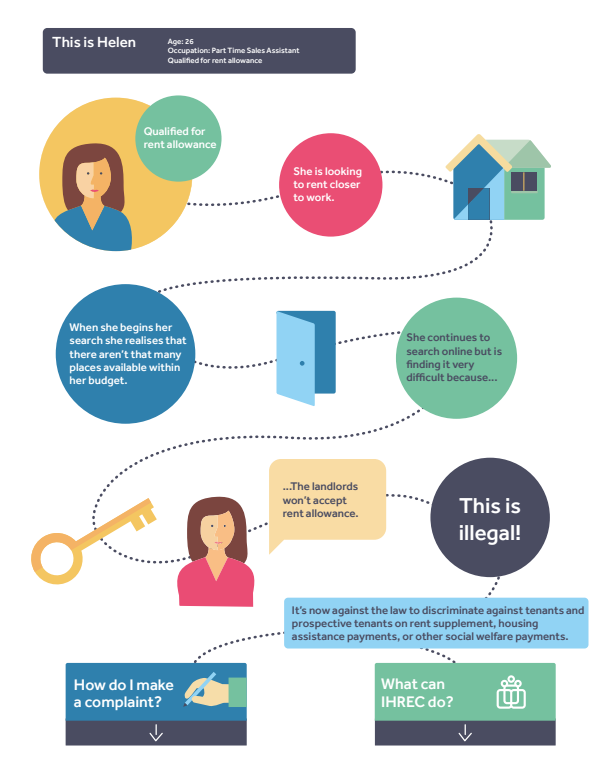 This is Helen
Age: 26
Occupation: Part Time Sales Assistant
Qualified for rent allowance
Qualified for
rent allowance
She is looking
to rent closer
to work.
When she begins her
search she realises that
there aren't that many
places available within
her budget.
She continues to
search online but is
finding it very
difficult because...
...The landlords
won't accept
rent allowance.
This is
illegal!
It's now against the law to discriminate against tenants and
prospective tenants on rent supplement, housing
assistance payments, or other social welfare payments.
How do I make
a complaint?
What can
IHREC do?